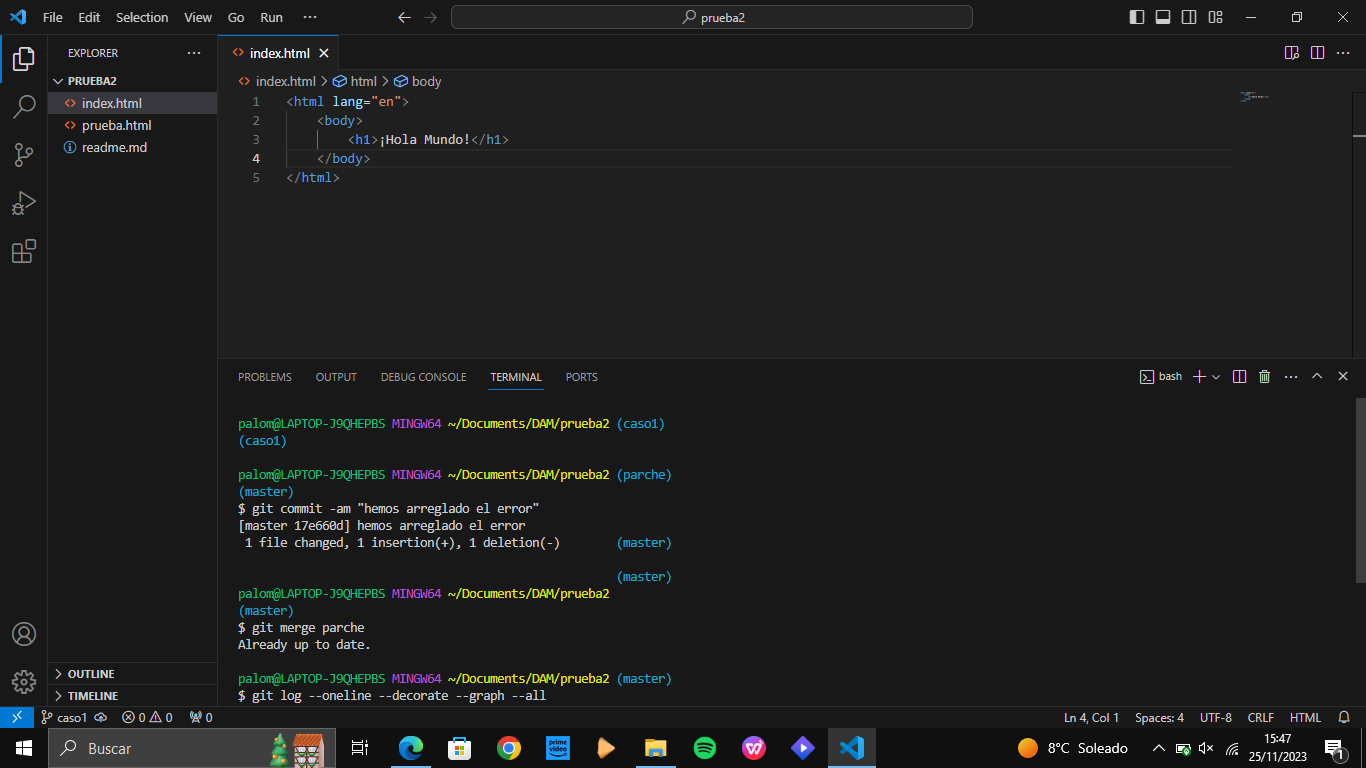 File Edit Selection View Go Run ··· prueba2
EXPLORER
PRUEBA2
index.html
prueba.html
readme.md
OUTLINE
TIMELINE
index.html
index.html > html > body
1 <html lang="en">
2 <body>
3 <h1>¡Hola Mundo!</h1>
4 </body>
5 </html>
PROBLEMS OUTPUT DEBUG CONSOLE TERMINAL PORTS bash
palom@LAPTOP-J9QHEPBS MINGW64 ~/Documents/DAM/prueba2 (caso1)
(caso1)
palom@LAPTOP-J9QHEPBS MINGW64 ~/Documents/DAM/prueba2 (parche)
(master)
$ git commit -am "hemos arreglado el error"
[master 17e660d] hemos arreglado el error
1 file changed, 1 insertion(+), 1 deletion(-) (master)
(master)
palom@LAPTOP-J9QHEPBS MINGW64 ~/Documents/DAM/prueba2
(master)
$ git merge parche
Already up to date.
palom@LAPTOP-J9QHEPBS MINGW64 ~/Documents/DAM/prueba2 (master)
$ git log --oneline --decorate --graph --all
caso1 0 0 0 Ln 4, Col 1 Spaces: 4 UTF-8 CRLF HTML
Buscar prime video 8°C Soleado 15:47
25/11/2023 1